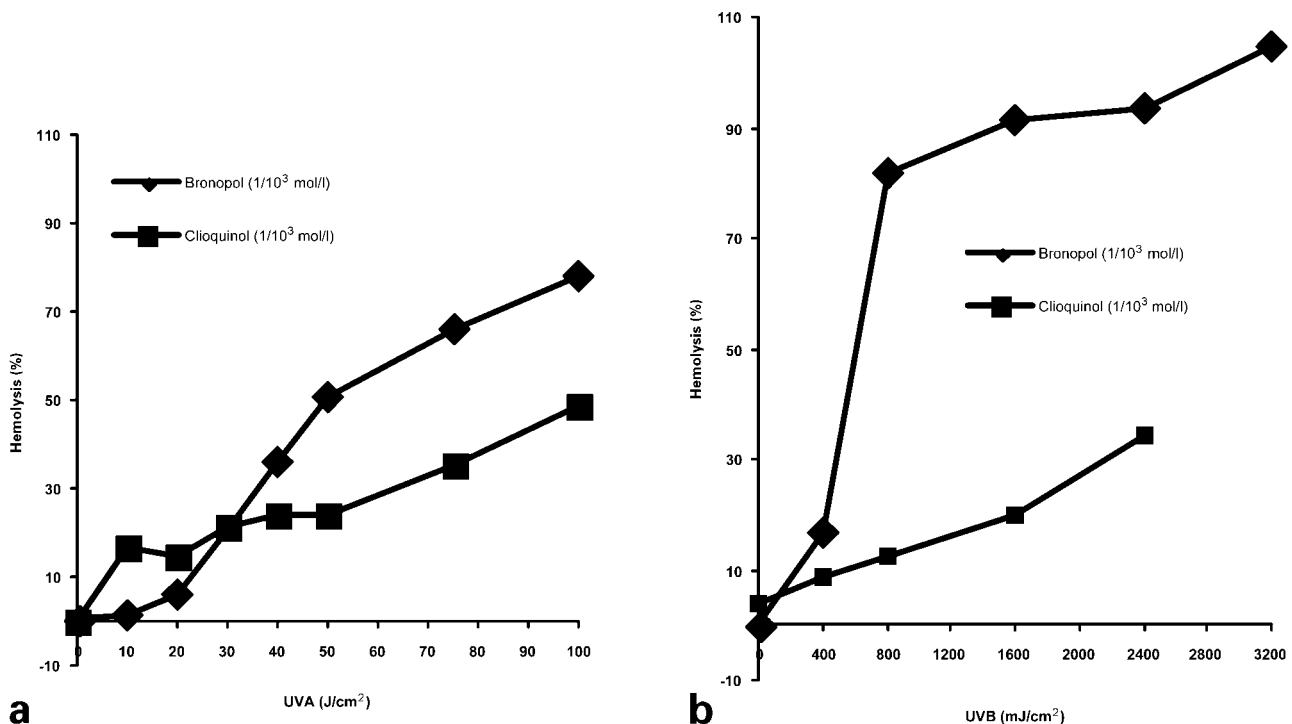 110
90
70
50
30
10
-10
Hemolysis (%)
Bronopol (1/10³ mol/l)
Clioquinol (1/10³ mol/l)
0 10 20 30 40 50 60 70 80 90 100
UVA (J/cm²)
a
110
90
70
50
30
10
-10
Hemolysis (%)
Bronopol (1/10³ mol/l)
Clioquinol (1/10³ mol/l)
0 400 800 1200 1600 2000 2400 2800 3200
UVB (mJ/cm²)
b